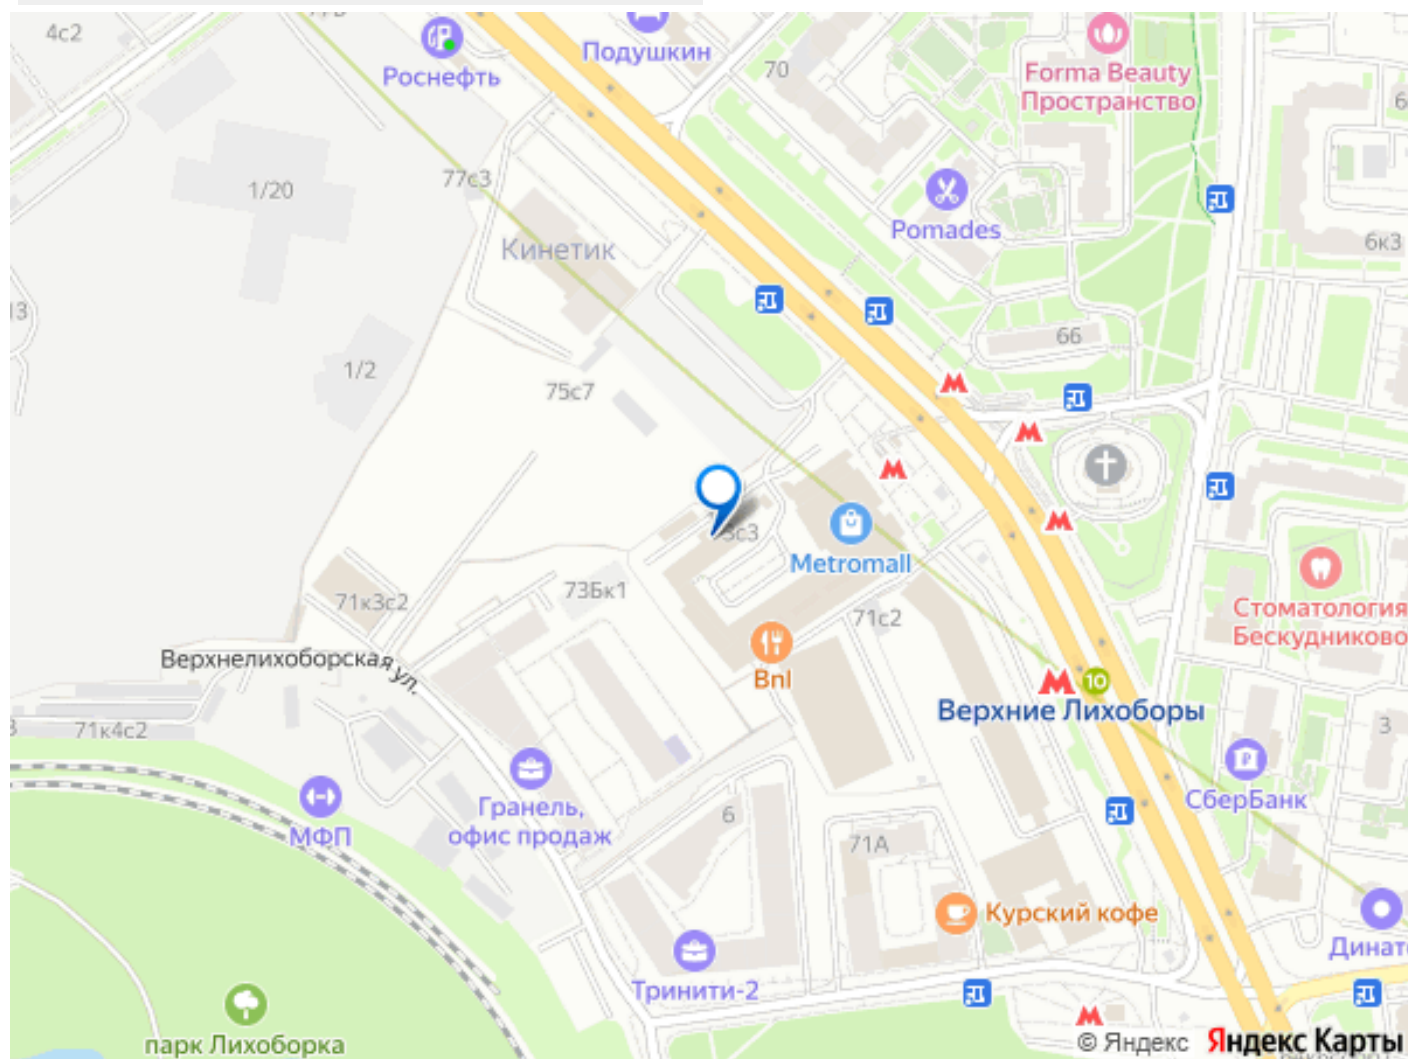 4с2
Роснефть
Подушкин
70
Forma Beauty
Пространство
77с3
1/20
Pomades
6к3
Кинетик
13
66
1/2
75с7
Metromall
73Бк1
71к3с2
71с2
Стоматология
Бескудниково
Верхнелихоборская ул.
Bnl
10
Верхние Лихоборы
71к4с2
3
СберБанк
Гранель,
офис продаж
МФП
6
71А
Курский кофе
Тринити-2
парк Лихоборка
© Яндекс Яндекс Карты